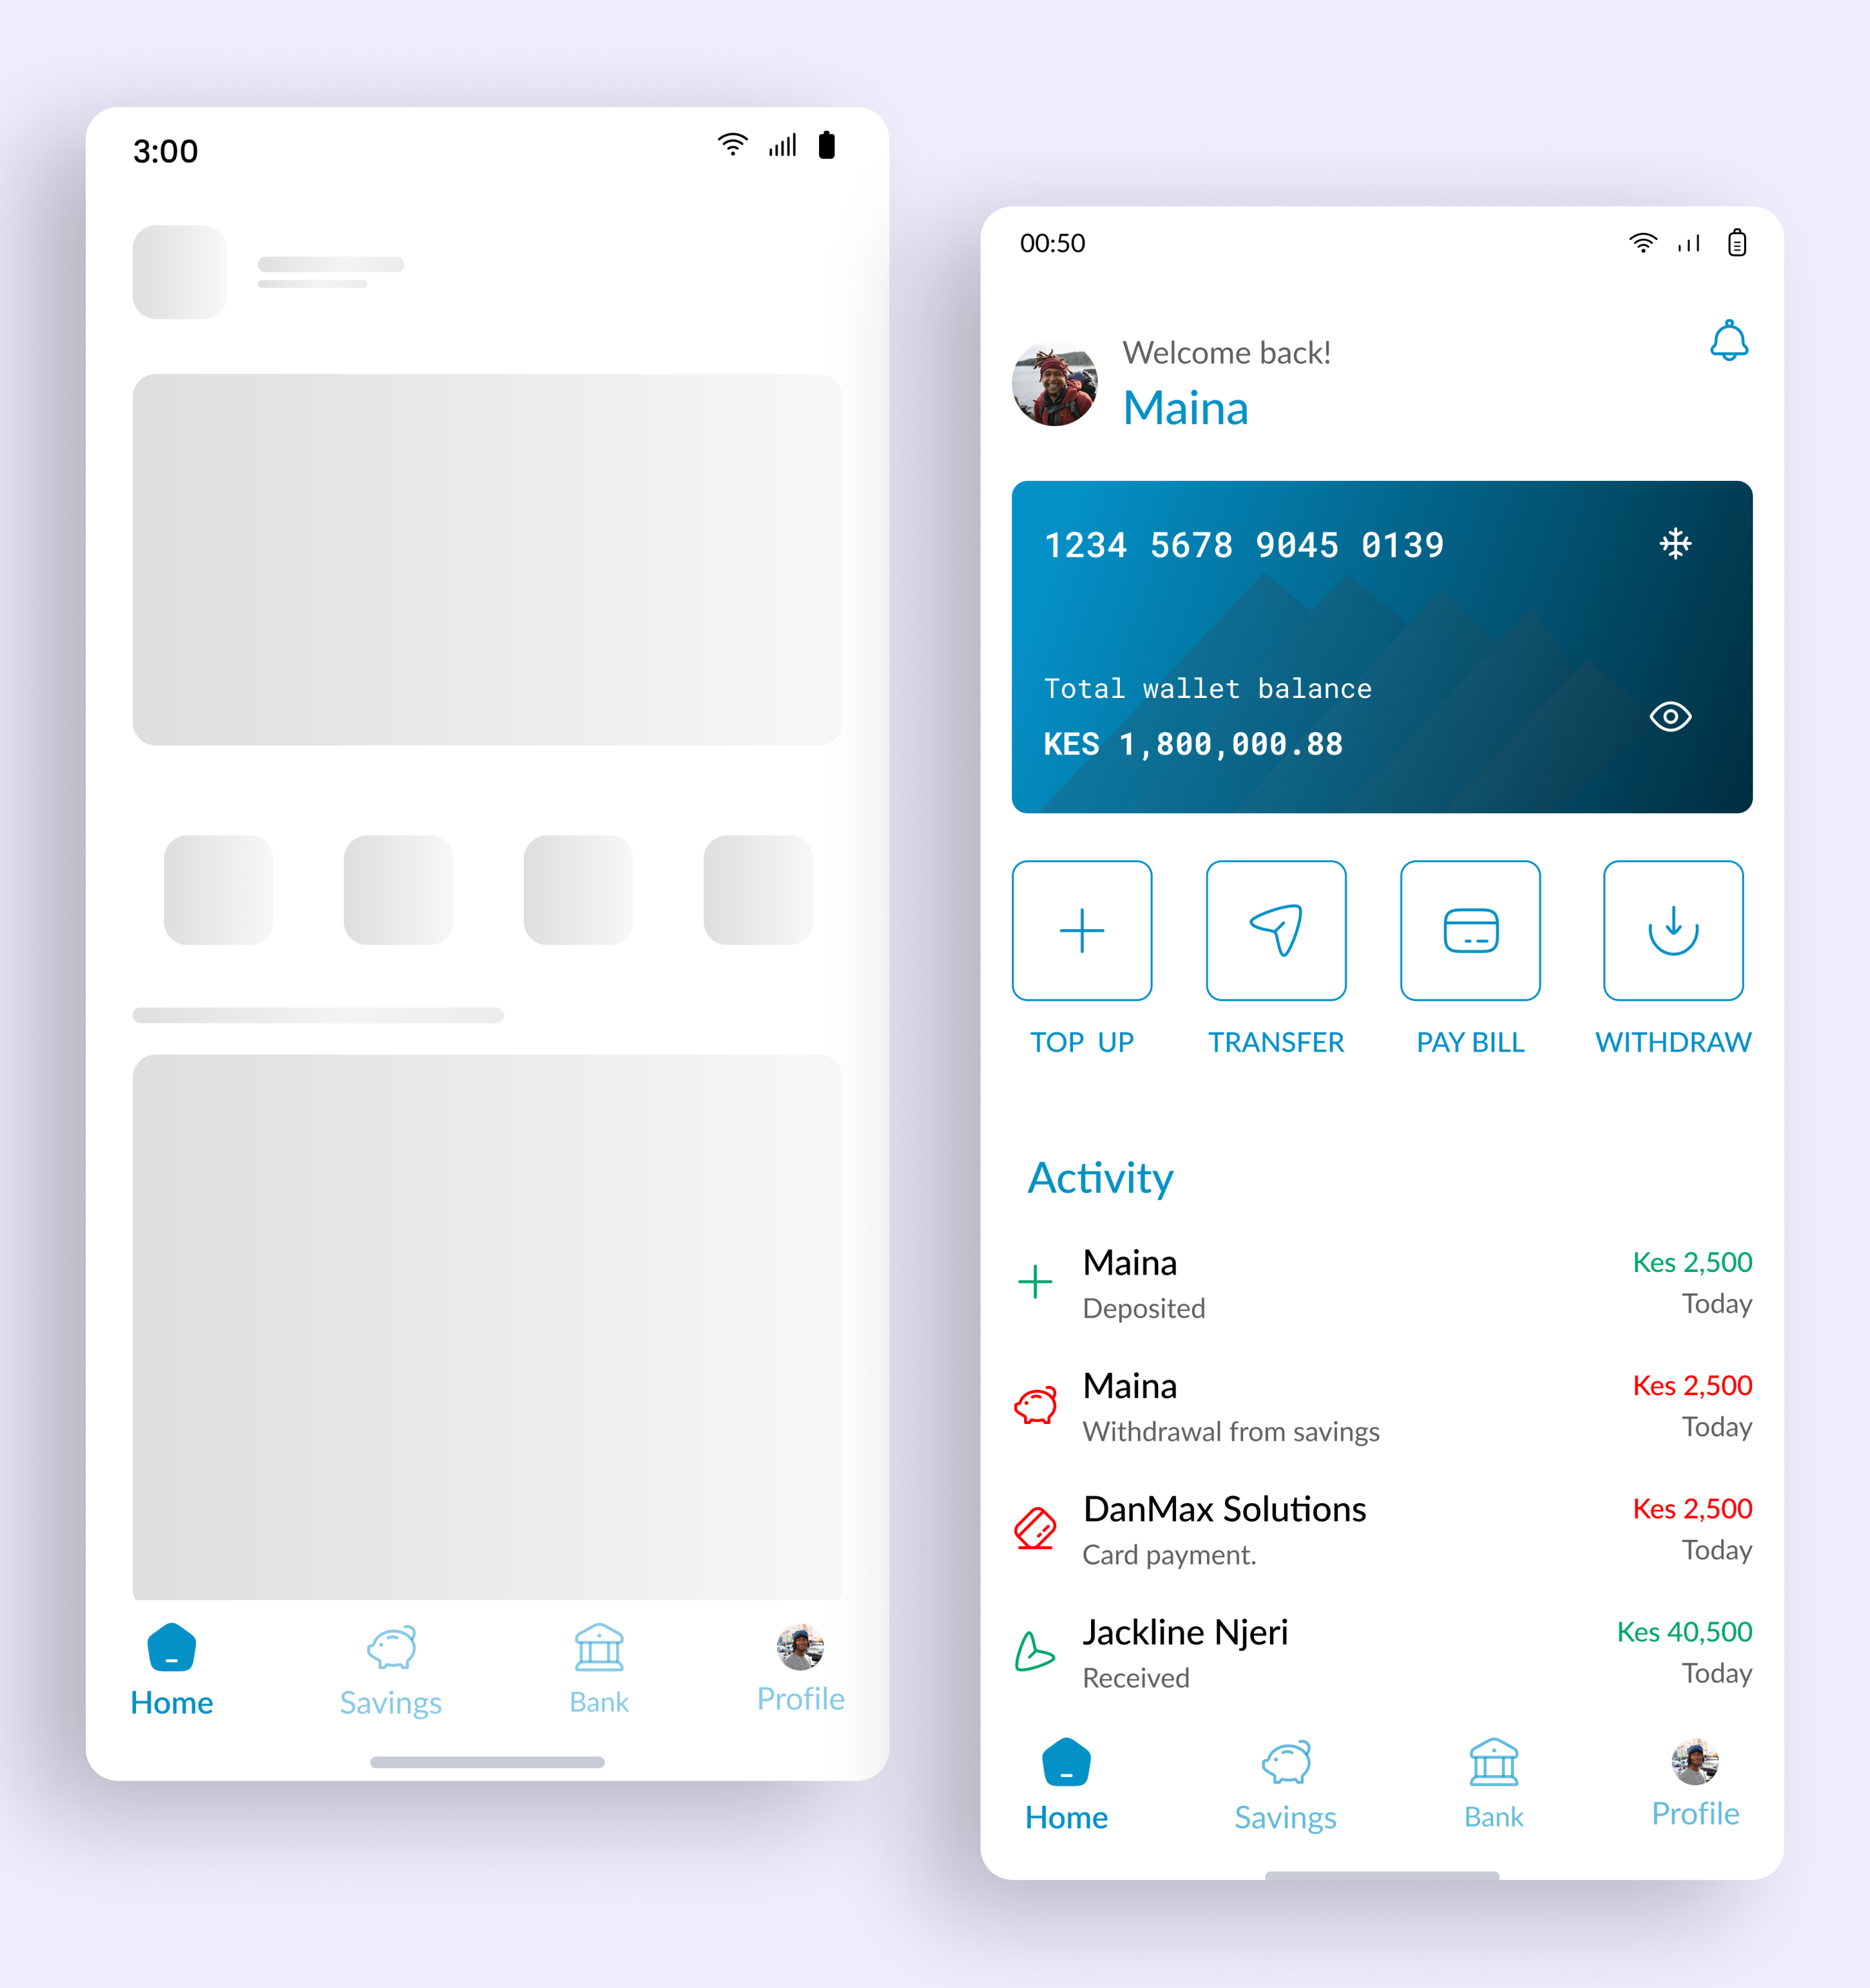 3:00
Home
Savings
Bank
Profile
00:50
Welcome back!
Maina
1234 5678 9045 0139
Total wallet balance
KES 1,800,000.88
TOP UP
TRANSFER
PAY BILL
WITHDRAW
Activity
Maina
Kes 2,500
Deposited
Today
Maina
Kes 2,500
Withdrawal from savings
Today
DanMax Solutions
Kes 2,500
Card payment.
Today
Jackline Njeri
Kes 40,500
Received
Today
Home
Savings
Bank
Profile